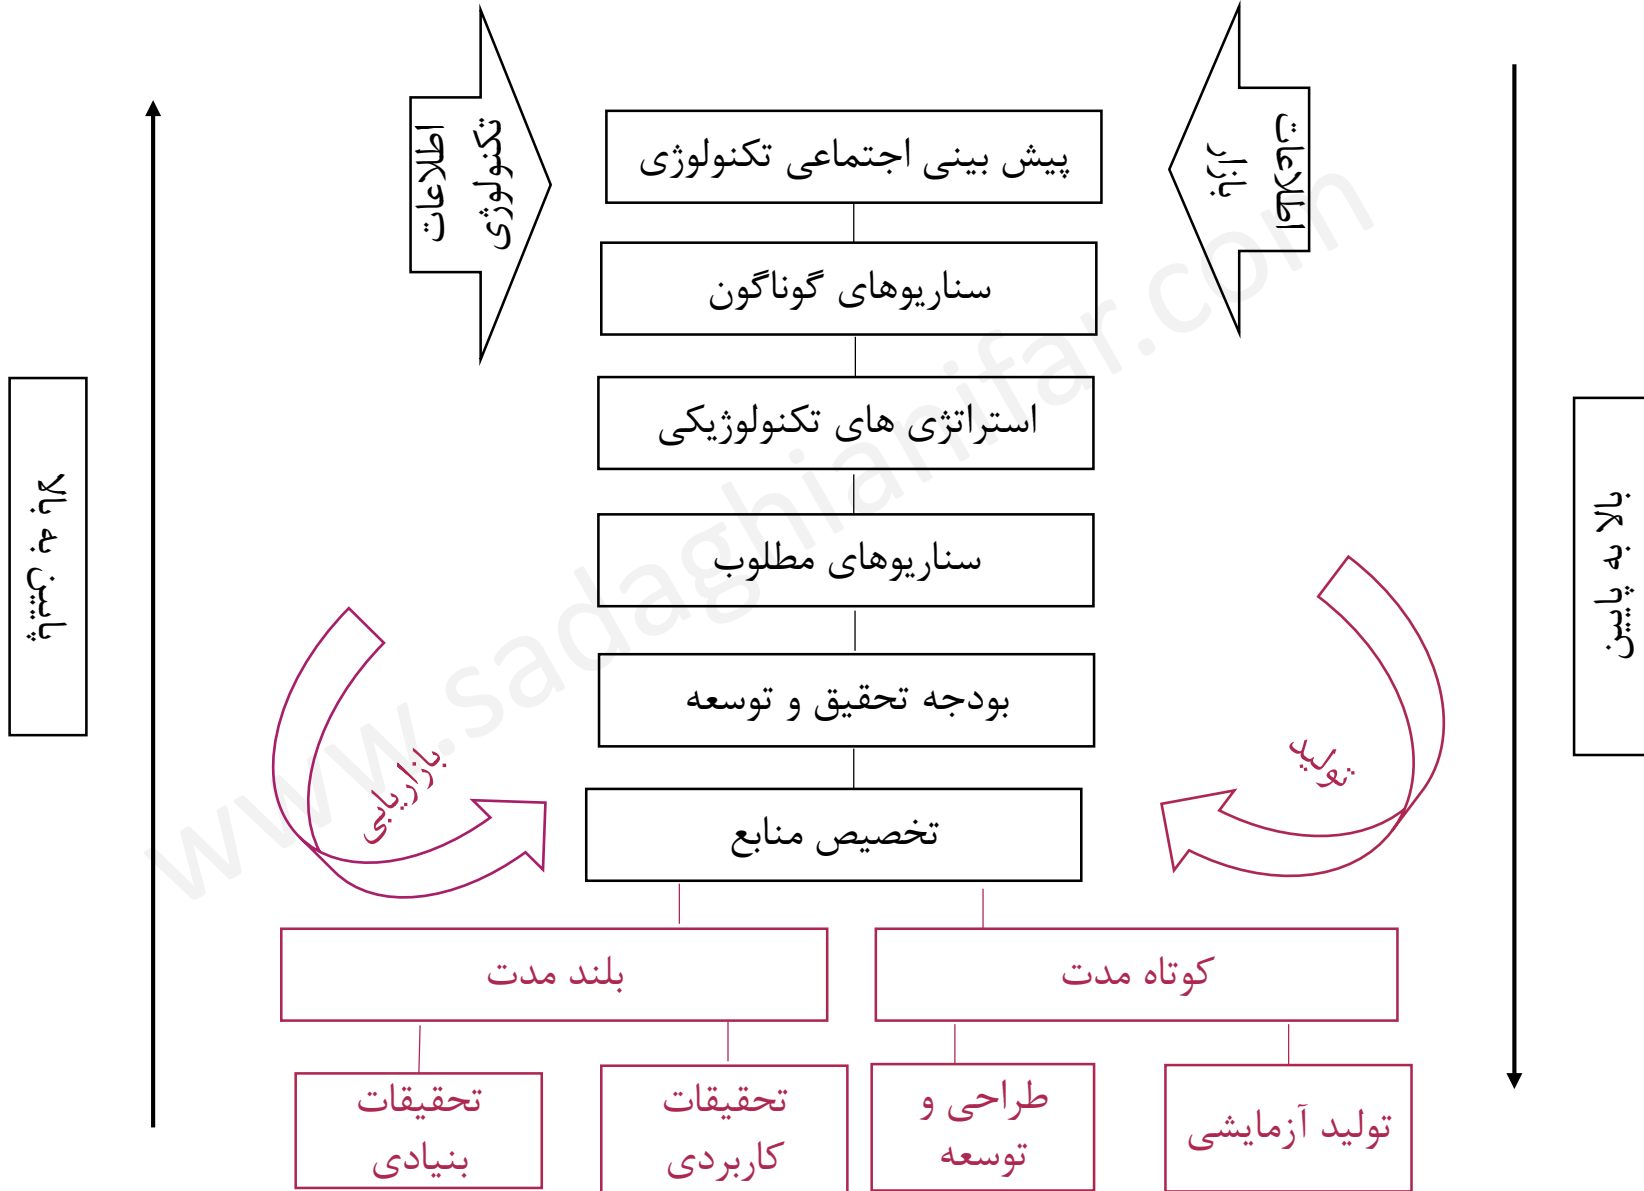 اطلاعات
بازار
اطلاعات
تکنولوژی
پیش بینی اجتماعی تکنولوژی
سناریوهای گوناگون
استراتژی های تکنولوژیکی
سناریوهای مطلوب
بودجه تحقیق و توسعه
تخصیص منابع
بالا به پایین
پایین به بالا
تولید
بازاریابی
کوتاه مدت
بلند مدت
تولید آزمایشی
طراحی و
توسعه
تحقیقات
کاربردی
تحقیقات
بنیادی
www.sadaghianifar.com